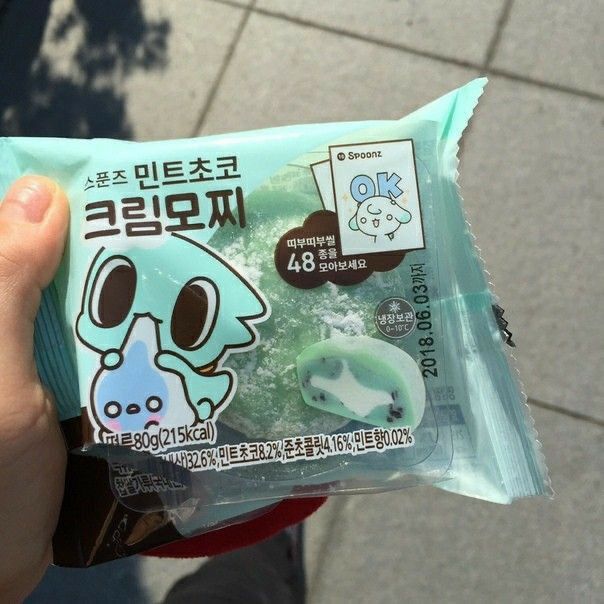 스푼즈 민트초코
크림모찌
Spoonz
OK
띠부띠부씰
48종을
모아보세요
2018.06.03까지
냉장보관
0~10℃
80g(215kcal)
32.6%,민트초코8.2%,준초콜릿4.16%,민트향0.02%